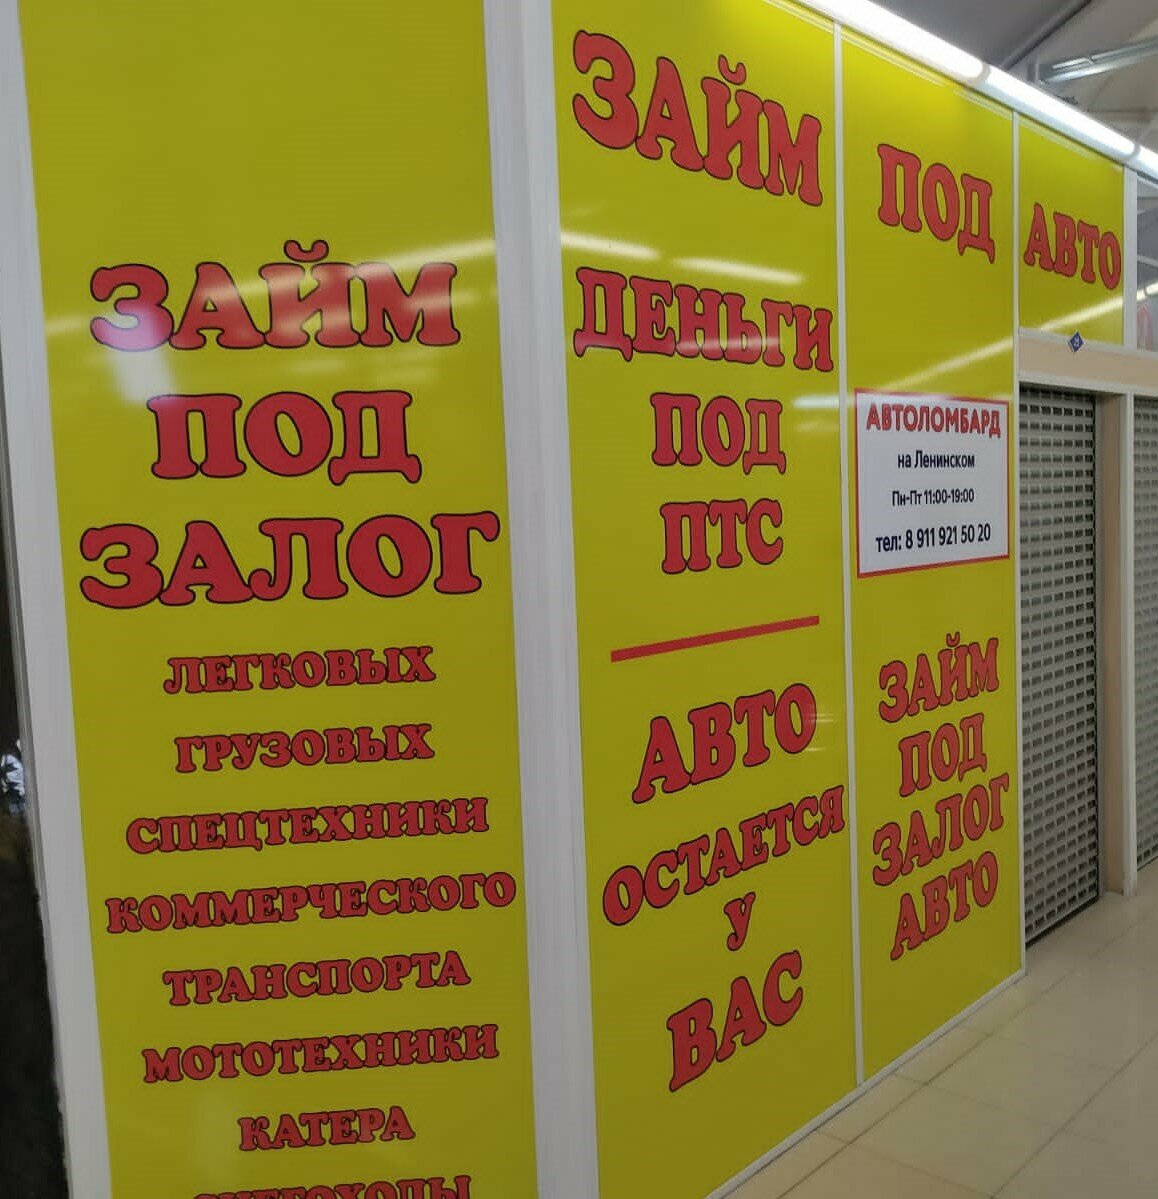 ЗАЙМ
ПОД
ЗАЛОГ
ЛЕГКОВЫХ
ГРУЗОВЫХ
СПЕЦТЕХНИКИ
КОММЕРЧЕСКОГО
ТРАНСПОРТА
МОТОТЕХНИКИ
КАТЕРА
СНЕГОХОДЫ
ЗАЙМ ПОД АВТО
ДЕНЬГИ
ПОД
ПТС
АВТО
ОСТАЕТСЯ
У
ВАС
АВТОЛОМБАРД
на Ленинском
Пн-Пт 11:00-19:00
тел: 8 911 921 50 20
ЗАЙМ
ПОД
ЗАЛОГ
АВТО